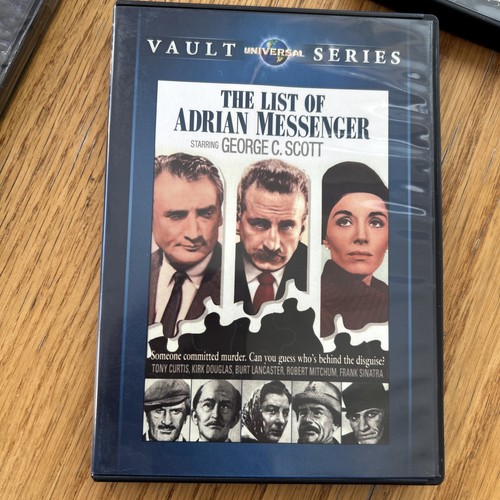 VAULT UNIVERSAL SERIES
THE LIST OF
ADRIAN MESSENGER
STARRING GEORGE C. SCOTT
Someone committed murder. Can you guess who's behind the disguise?
TONY CURTIS, KIRK DOUGLAS, BURT LANCASTER, ROBERT MITCHUM, FRANK SINATRA